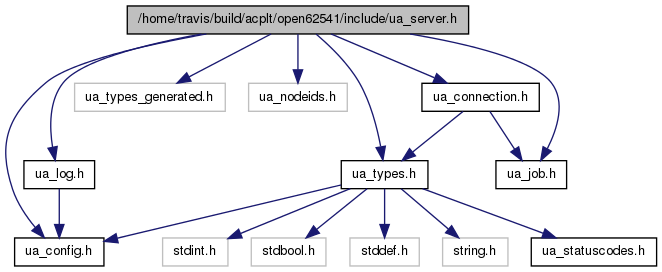 /home/travis/build/acplt/open62541/include/ua_server.h
ua_types_generated.h
ua_nodeids.h
ua_connection.h
ua_log.h
ua_types.h
ua_job.h
ua_config.h
stdint.h
stdbool.h
stddef.h
string.h
ua_statuscodes.h